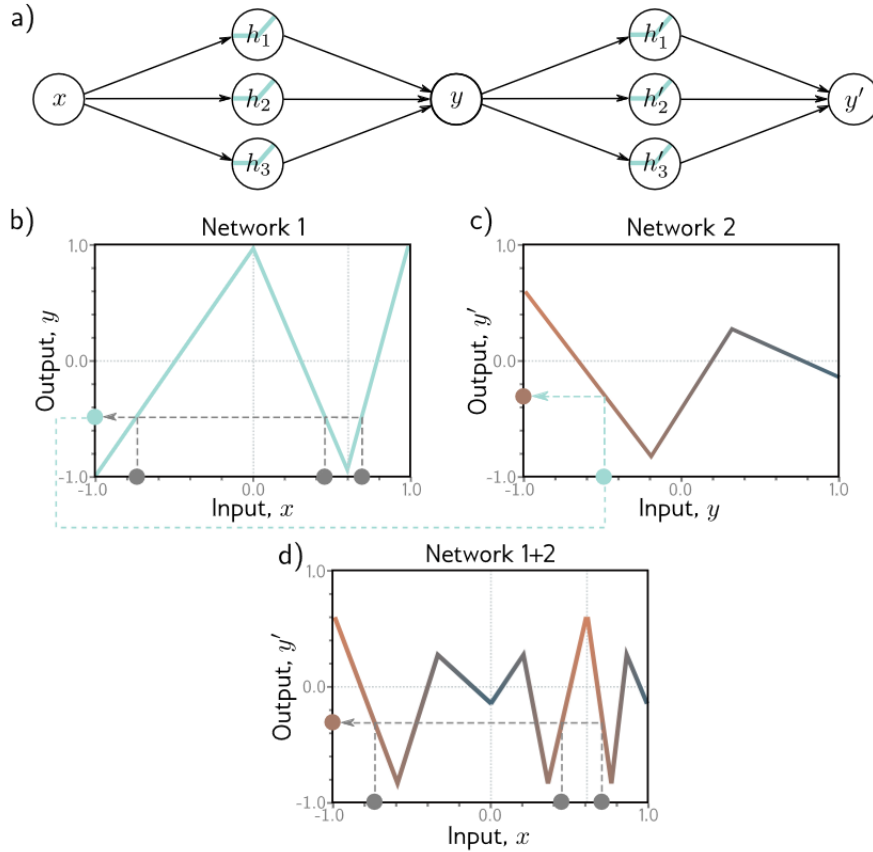 a)
h₁ h′₁
x h₂ y h′₂ y′
h₃ h′₃
b) Network 1
1.0
0.0
-1.0
Output, y
-1.0 0.0 1.0
Input, x
c) Network 2
1.0
0.0
-1.0
Output, y′
-1.0 0.0 1.0
Input, y
d) Network 1+2
1.0
0.0
-1.0
Output, y′
-1.0 0.0 1.0
Input, x